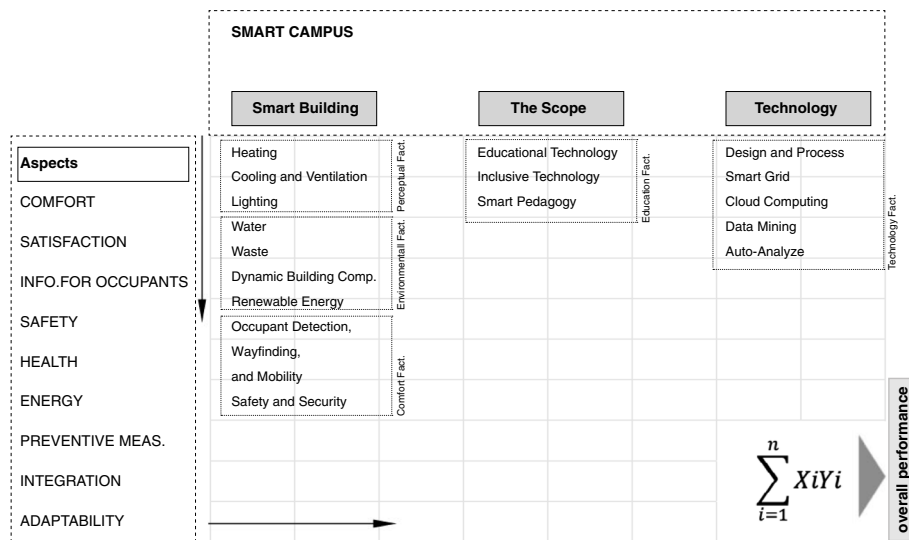 SMART CAMPUS
Smart Building
The Scope
Technology
Aspects
COMFORT
SATISFACTION
INFO.FOR OCCUPANTS
SAFETY
HEALTH
ENERGY
PREVENTIVE MEAS.
INTEGRATION
ADAPTABILITY
Heating
Cooling and Ventilation
Lighting
Perceptual Fact.
Water
Waste
Dynamic Building Comp.
Renewable Energy
Environmentall Fact.
Occupant Detection,
Wayfinding,
and Mobility
Safety and Security
Comfort Fact.
Educational Technology
Inclusive Technology
Smart Pedagogy
Education Fact.
Design and Process
Smart Grid
Cloud Computing
Data Mining
Auto-Analyze
Technology Fact.
n
∑ XiYi
i=1
overall performance